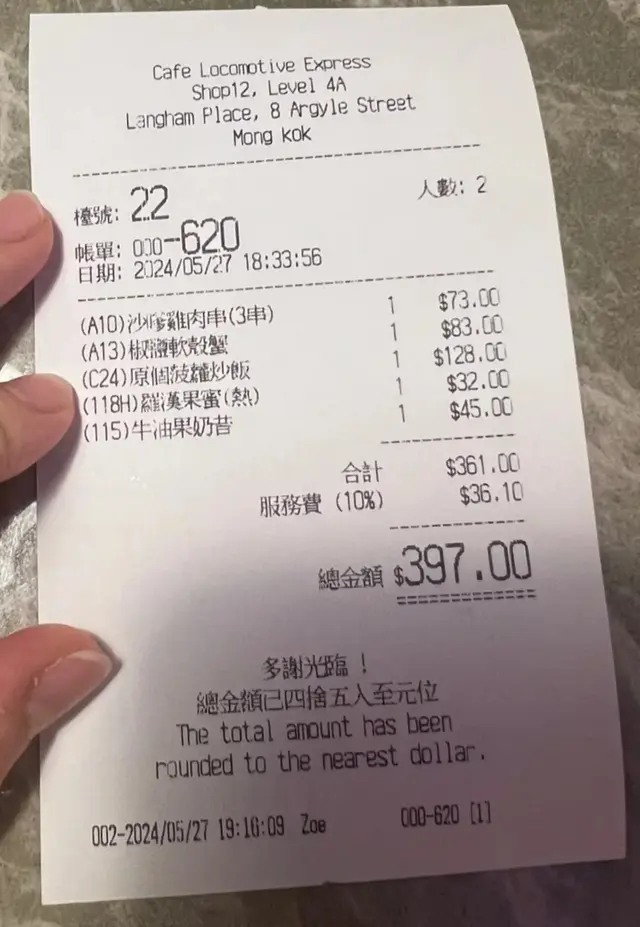 Cafe Locomotive Express
Shop12, Level 4A
Langham Place, 8 Argyle Street
Mong kok
檯號: 22 人數: 2
帳單: 000-620
日期: 2024/05/27 18:33:56
(A10)沙嗲雞肉串(3串) 1 $73.00
(A13)椒鹽軟殼蟹 1 $83.00
(C24)原個菠蘿炒飯 1 $128.00
(118H)羅漢果蜜(熱) 1 $32.00
(115)牛油果奶昔 1 $45.00
合計 $361.00
服務費 (10%) $36.10
總金額 $397.00
多謝光臨！
總金額已四捨五入至元位
The total amount has been
rounded to the nearest dollar.
002-2024/05/27 19:16:09 Zoe 000-620 [1]